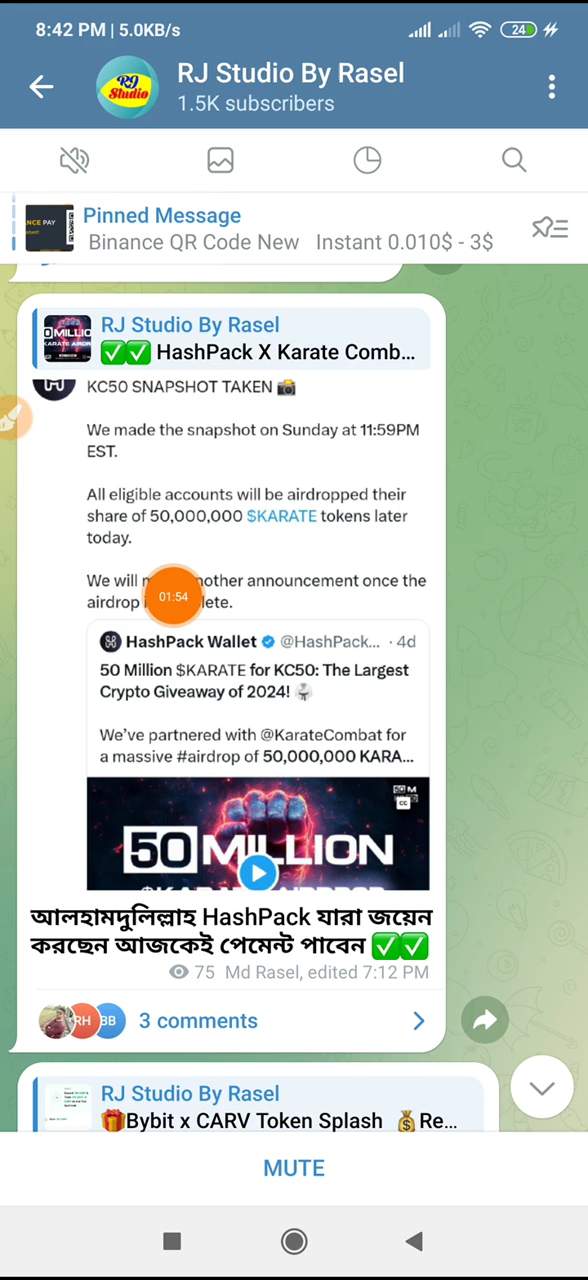 8:42 PM | 5.0KB/s
24
RJ Studio
RJ Studio By Rasel
1.5K subscribers
NCE PAY
Pinned Message
Binance QR Code New Instant 0.010$ - 3$
RJ Studio By Rasel
✅✅ HashPack X Karate Comb...
KC50 SNAPSHOT TAKEN 📸
We made the snapshot on Sunday at 11:59PM
EST.
All eligible accounts will be airdropped their
share of 50,000,000 $KARATE tokens later
today.
We will another announcement once the
airdrop
01:54
HashPack Wallet @HashPack... · 4d
50 Million $KARATE for KC50: The Largest
Crypto Giveaway of 2024! 🥋
We've partnered with @KarateCombat for
a massive #airdrop of 50,000,000 KARA...
CC
50 MILLION
আলহামদুলিল্লাহ HashPack যারা জয়েন
করছেন আজকেই পেমেন্ট পাবেন ✅✅
75 Md Rasel, edited 7:12 PM
RH BB 3 comments
RJ Studio By Rasel
🎁Bybit x CARV Token Splash 💰Re...
MUTE